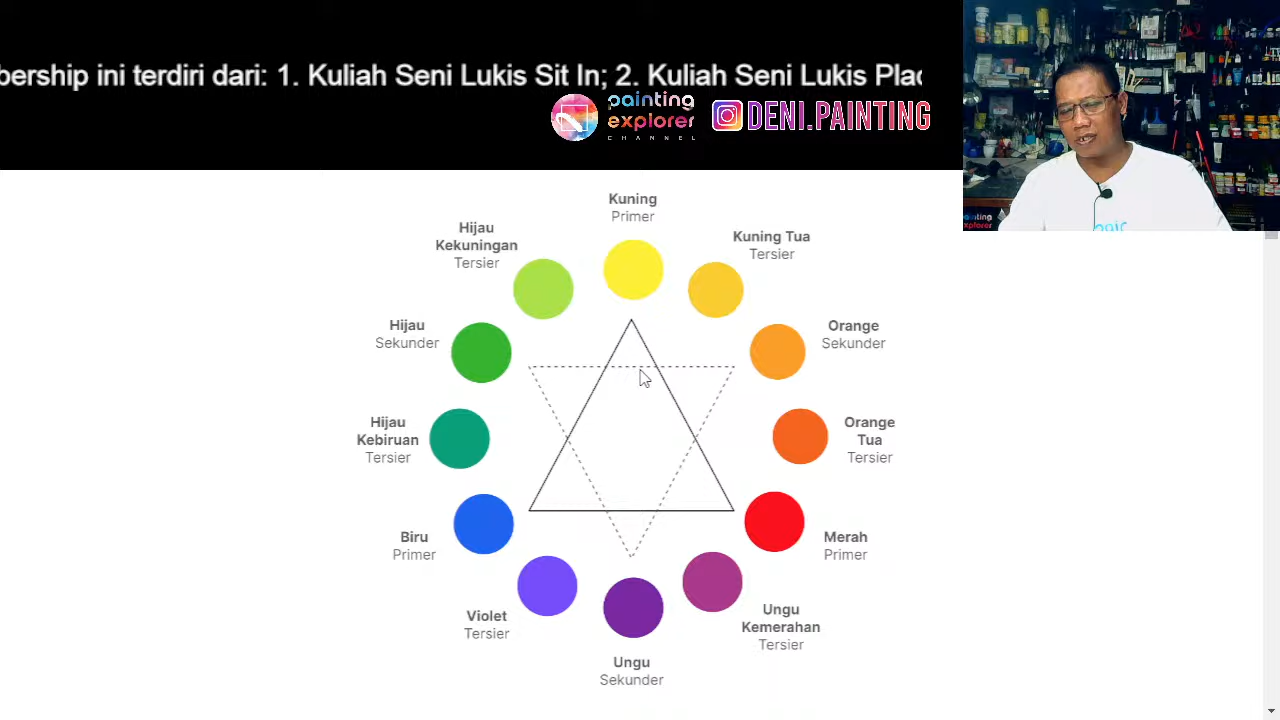 bership ini terdiri dari: 1. Kuliah Seni Lukis Sit In; 2. Kuliah Seni Lukis Plac
painting
explorer
CHANNEL
DENI.PAINTING
Kuning
Primer
Kuning Tua
Tersier
Hijau
Kekuningan
Tersier
Orange
Sekunder
Hijau
Sekunder
Orange
Tua
Tersier
Hijau
Kebiruan
Tersier
Merah
Primer
Biru
Primer
Ungu
Kemerahan
Tersier
Violet
Tersier
Ungu
Sekunder
painting
explorer